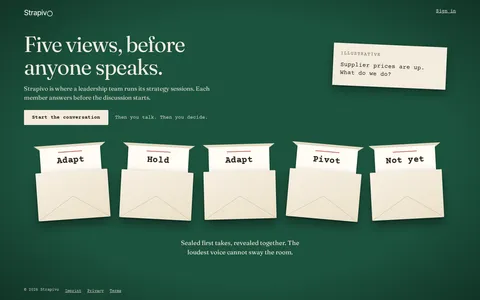 Strapivo
Sign in
Five views, before
anyone speaks.
Strapivo is where a leadership team runs its strategy sessions. Each
member answers before the discussion starts.
Start the conversation
Then you talk. Then you decide.
ILLUSTRATIVE
Supplier prices are up.
What do we do?
Adapt
Hold
Adapt
Pivot
Not yet
Sealed first takes, revealed together. The
loudest voice cannot sway the room.
© 2026 Strapivo
Imprint
Privacy
Terms